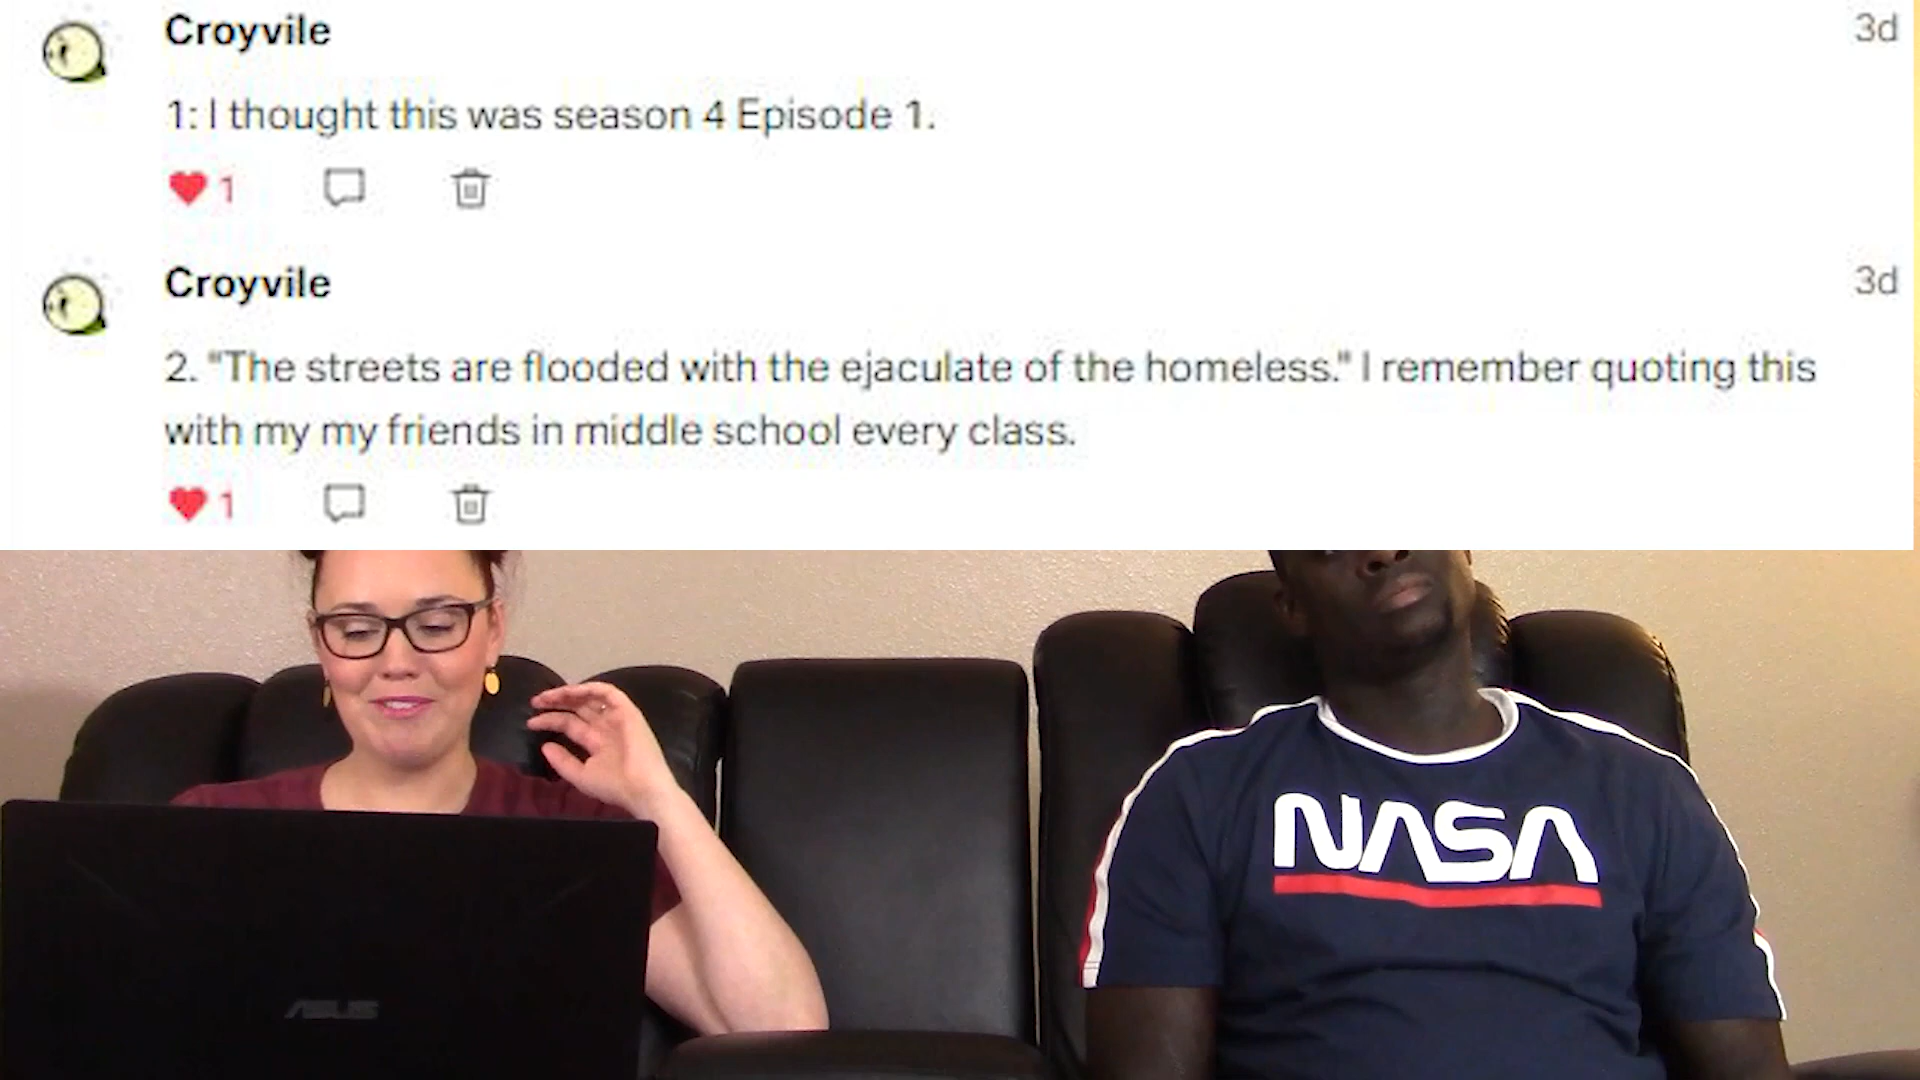 Croyvile
3d
1: I thought this was season 4 Episode 1.
1
Croyvile
3d
2. "The streets are flooded with the ejaculate of the homeless." I remember quoting this
with my my friends in middle school every class.
1
NASA
ASUS